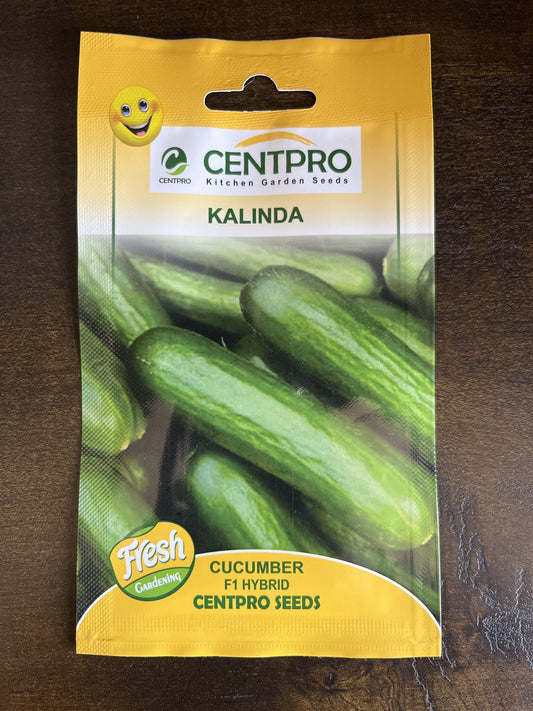 CENTPRO
CENTPRO
Kitchen Garden Seeds
KALINDA
Fresh
GARDENING
CUCUMBER
F1 HYBRID
CENTPRO SEEDS